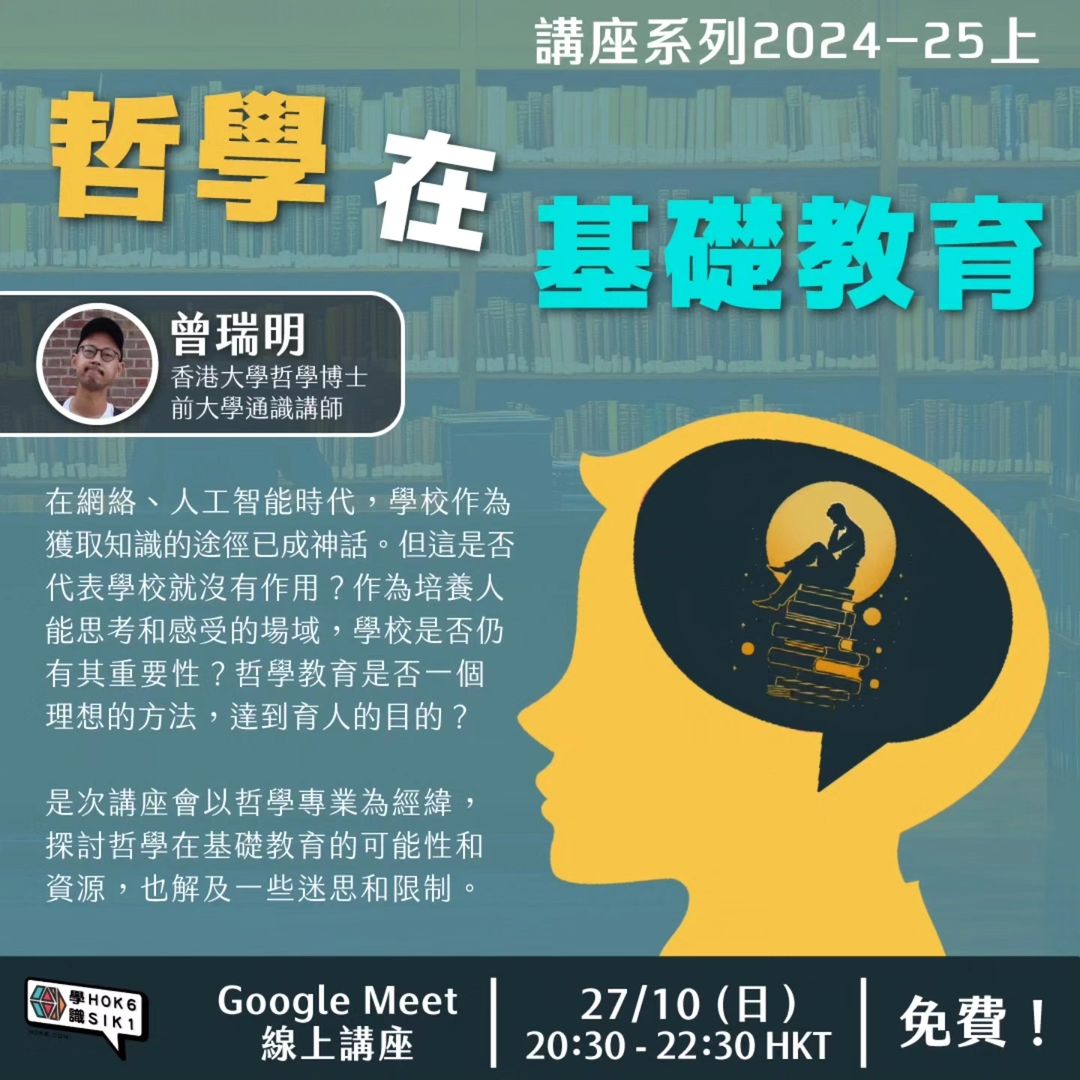 講座系列2024-25上
哲學在基礎教育
曾瑞明
香港大學哲學博士
前大學通識講師
在網絡、人工智能時代，學校作為
獲取知識的途徑已成神話。但這是否
代表學校就沒有作用？作為培養人
能思考和感受的場域，學校是否仍
有其重要性？哲學教育是否一個
理想的方法，達到育人的目的？
是次講座會以哲學專業為經緯，
探討哲學在基礎教育的可能性和
資源，也解及一些迷思和限制。
學HOK6
識SIK1
Google Meet
線上講座
27/10 (日)
20:30 - 22:30 HKT
免費！